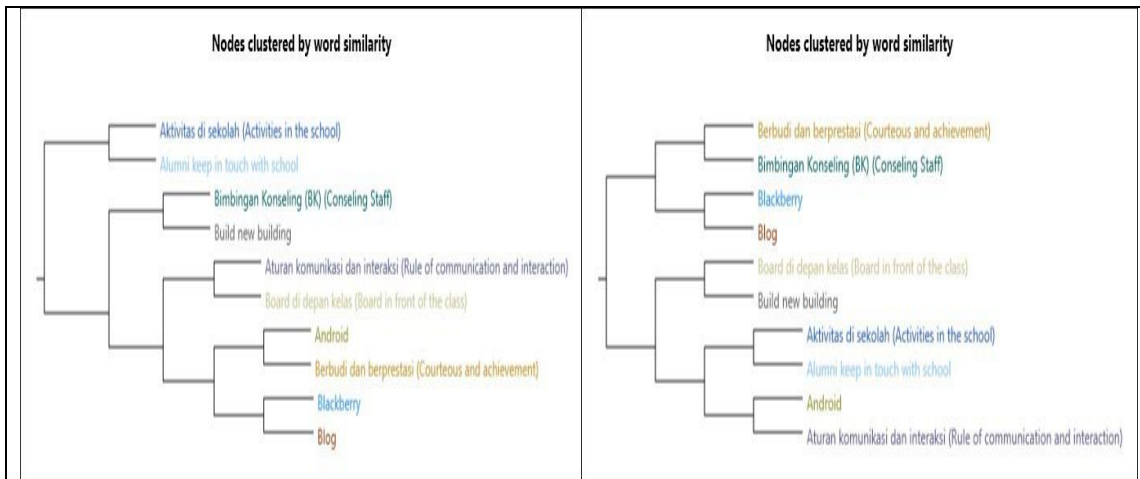 Nodes clustered by word similarity
Aktivitas di sekolah (Activities in the school)
Alumni keep in touch with school
Bimbingan Konseling (BK) (Conseling Staff)
Build new building
Aturan komunikasi dan interaksi (Rule of communication and interaction)
Board di depan kelas (Board in front of the class)
Android
Berbudi dan berprestasi (Courteous and achievement)
Blackberry
Blog
Nodes clustered by word similarity
Berbudi dan berprestasi (Courteous and achievement)
Bimbingan Konseling (BK) (Conseling Staff)
Blackberry
Blog
Board di depan kelas (Board in front of the class)
Build new building
Aktivitas di sekolah (Activities in the school)
Alumni keep in touch with school
Android
Aturan komunikasi dan interaksi (Rule of communication and interaction)